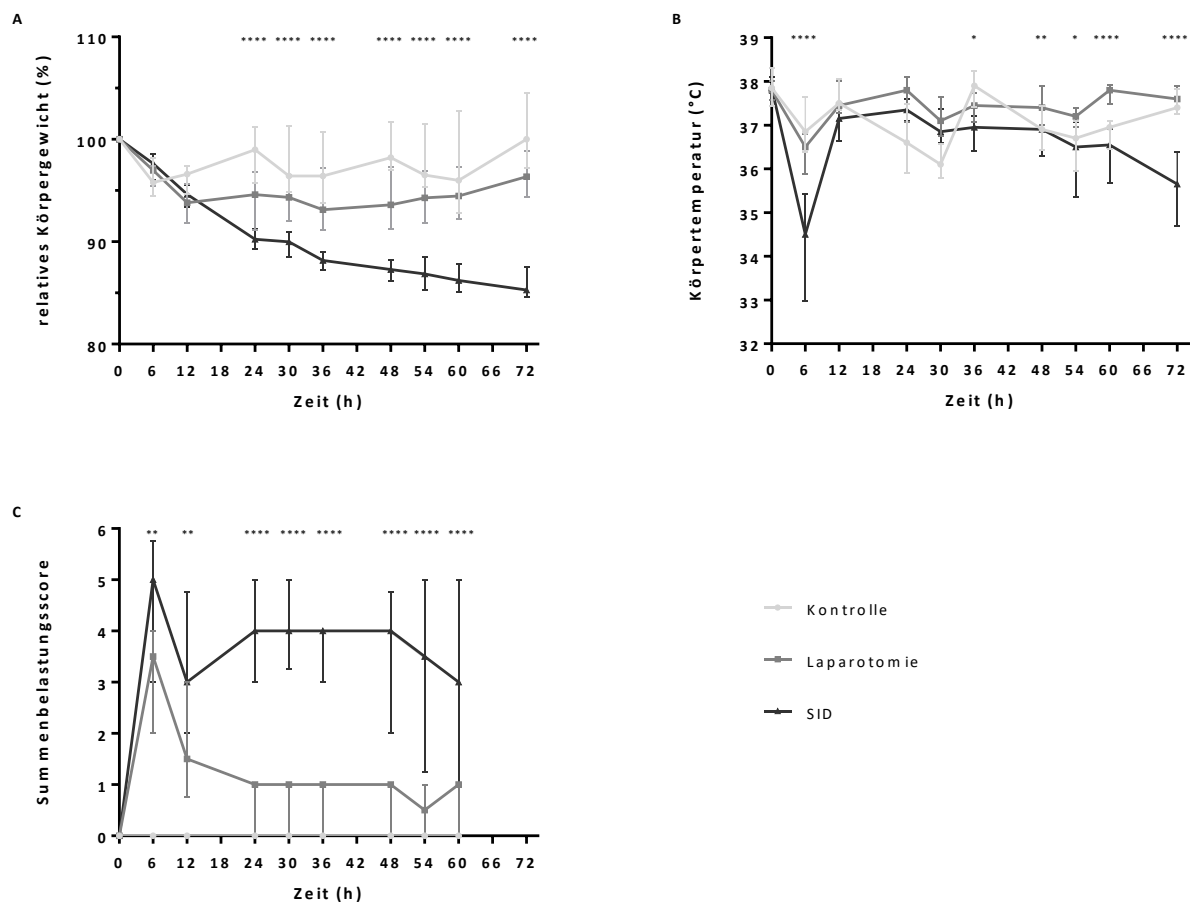 A
110
100
90
80
relatives Körpergewicht (%)
**** **** **** **** **** **** ****
0 6 12 18 24 30 36 42 48 54 60 66 72
Zeit (h)
B
39
38
37
36
35
34
33
32
Körpertemperatur (°C)
**** * ** * **** ****
0 6 12 18 24 30 36 42 48 54 60 66 72
Zeit (h)
C
6
5
4
3
2
1
0
Summenbelastungsscore
** ** **** **** **** **** **** ****
0 6 12 18 24 30 36 42 48 54 60 66 72
Zeit (h)
Kontrolle
Laparotomie
SID